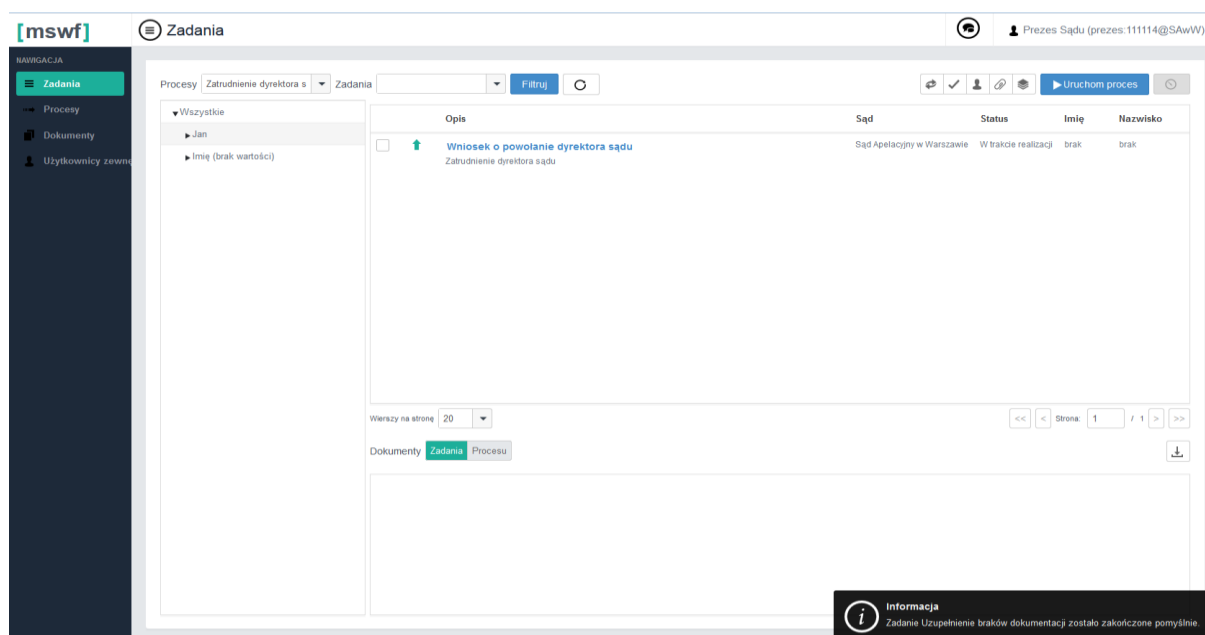 [mswf]
Zadania
Prezes Sądu (prezes:111114@SAwW)
NAWIGACJA
Zadania
Procesy
Dokumenty
Użytkownicy zewnę
Procesy Zatrudnienie dyrektora s Zadania Filtruj Uruchom proces
Wszystkie
Jan
Imię (brak wartości)
Opis Sąd Status Imię Nazwisko
Wniosek o powołanie dyrektora sądu Sąd Apelacyjny w Warszawie W trakcie realizacji brak brak
Zatrudnienie dyrektora sądu
Wierszy na stronę 20 << < Strona: 1 / 1 > >>
Dokumenty Zadania Procesu
Informacja
Zadanie Uzupełnienie braków dokumentacji zostało zakończone pomyślnie.